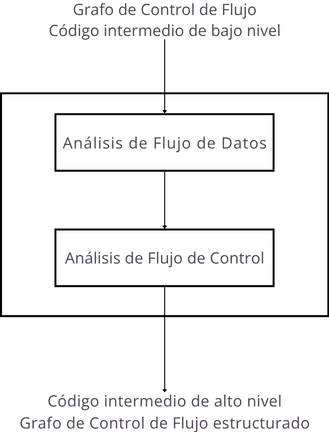 Grafo de Control de Flujo
Código intermedio de bajo nivel
Análisis de Flujo de Datos
Análisis de Flujo de Control
Código intermedio de alto nivel
Grafo de Control de Flujo estructurado